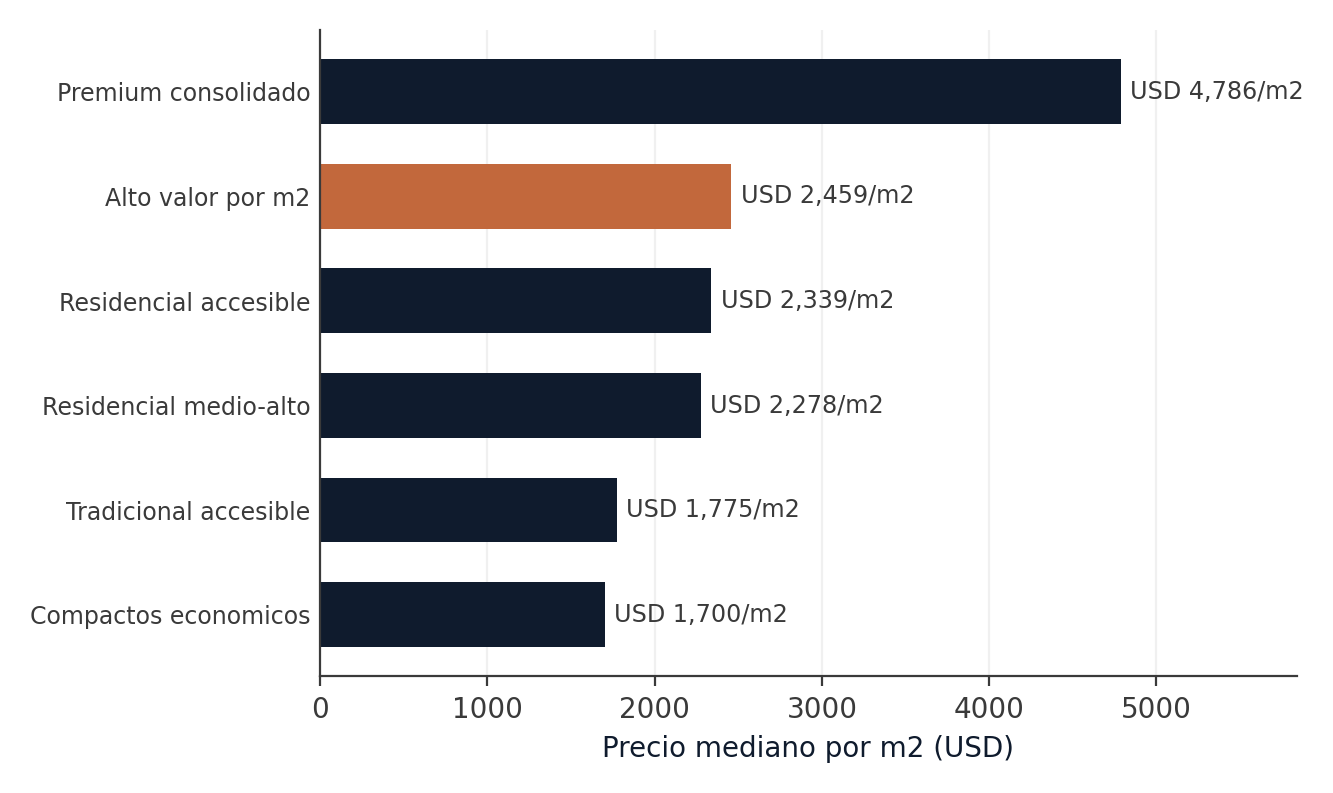 Premium consolidado
USD 4,786/m2
Alto valor por m2
USD 2,459/m2
Residencial accesible
USD 2,339/m2
Residencial medio-alto
USD 2,278/m2
Tradicional accesible
USD 1,775/m2
Compactos economicos
USD 1,700/m2
0 1000 2000 3000 4000 5000
Precio mediano por m2 (USD)